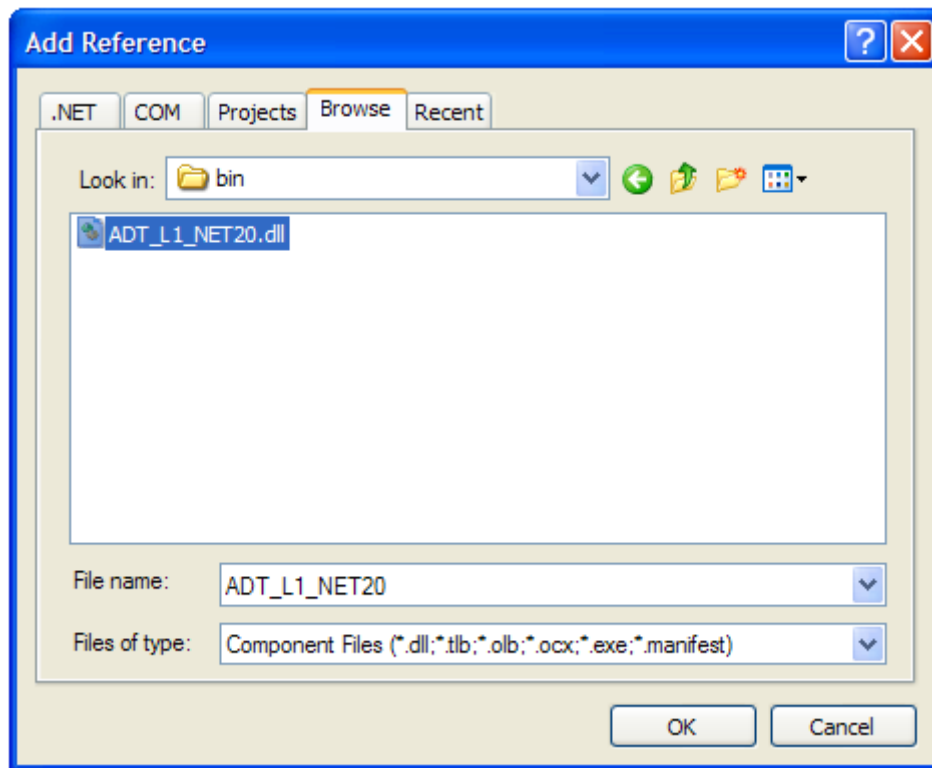 Add Reference
.NET COM Projects Browse Recent
Look in: bin
ADT_L1_NET20.dll
File name: ADT_L1_NET20
Files of type: Component Files (*.dll;*.tlb;*.olb;*.ocx;*.exe;*.manifest)
OK Cancel